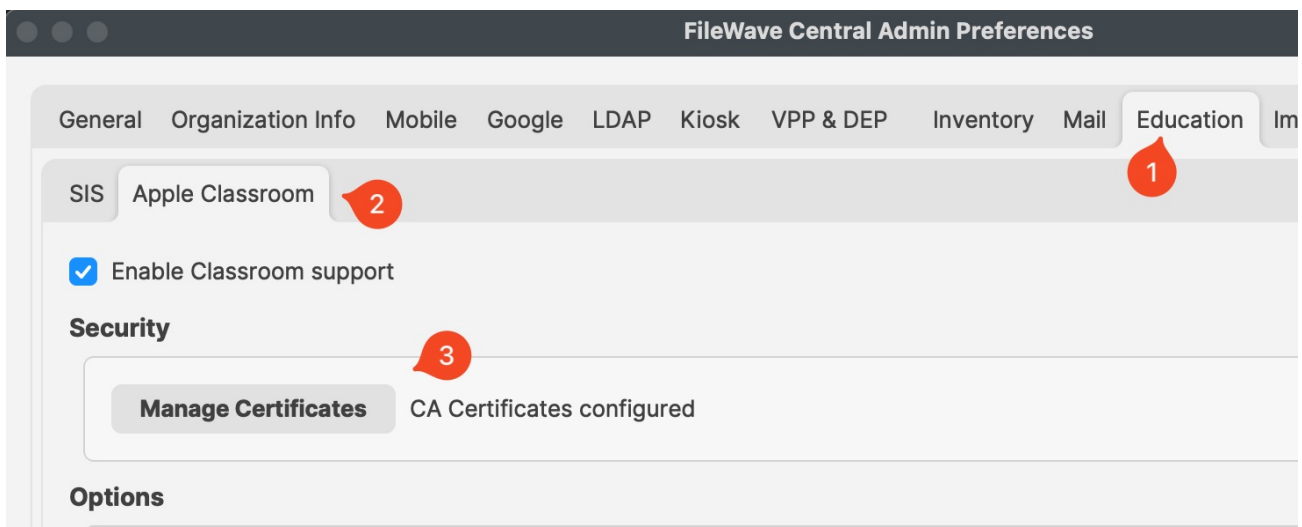 FileWave Central Admin Preferences
General Organization Info Mobile Google LDAP Kiosk VPP & DEP Inventory Mail Education Im
1
SIS Apple Classroom 2
Enable Classroom support
Security
3
Manage Certificates CA Certificates configured
Options